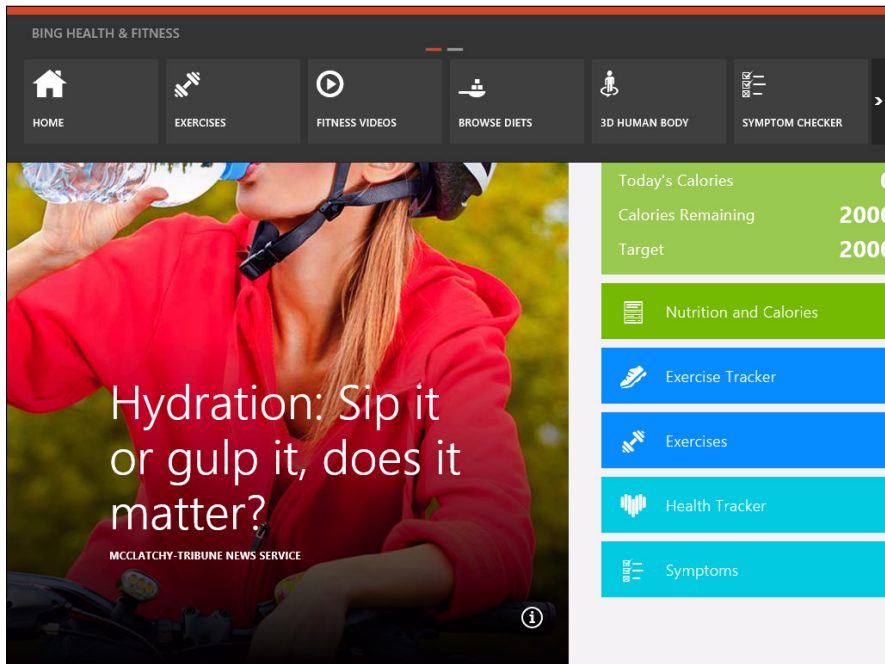 BING HEALTH & FITNESS
HOME
EXERCISES
FITNESS VIDEOS
BROWSE DIETS
3D HUMAN BODY
SYMPTOM CHECKER
Today's Calories
Calories Remaining 2000
Target 2000
Nutrition and Calories
Exercise Tracker
Exercises
Health Tracker
Symptoms
Hydration: Sip it
or gulp it, does it
matter?
MCCLATCHY-TRIBUNE NEWS SERVICE